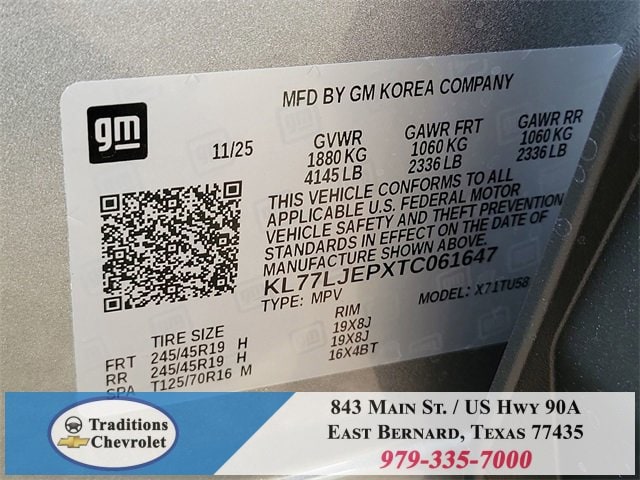 MFD BY GM KOREA COMPANY
gm
11/25
GVWR
1880 KG
4145 LB
GAWR FRT
1060 KG
2336 LB
GAWR RR
1060 KG
2336 LB
THIS VEHICLE CONFORMS TO ALL
APPLICABLE U.S. FEDERAL MOTOR
VEHICLE SAFETY AND THEFT PREVENTION
STANDARDS IN EFFECT ON THE DATE OF
MANUFACTURE SHOWN ABOVE.
KL77LJEPXTC061647
TYPE: MPV
MODEL: X71TU58
TIRE SIZE
RIM
FRT 245/45R19 H 19X8J
RR 245/45R19 H 19X8J
SPA T125/70R16 M 16X4BT
Traditions
Chevrolet
843 Main St. / US Hwy 90A
East Bernard, Texas 77435
979-335-7000